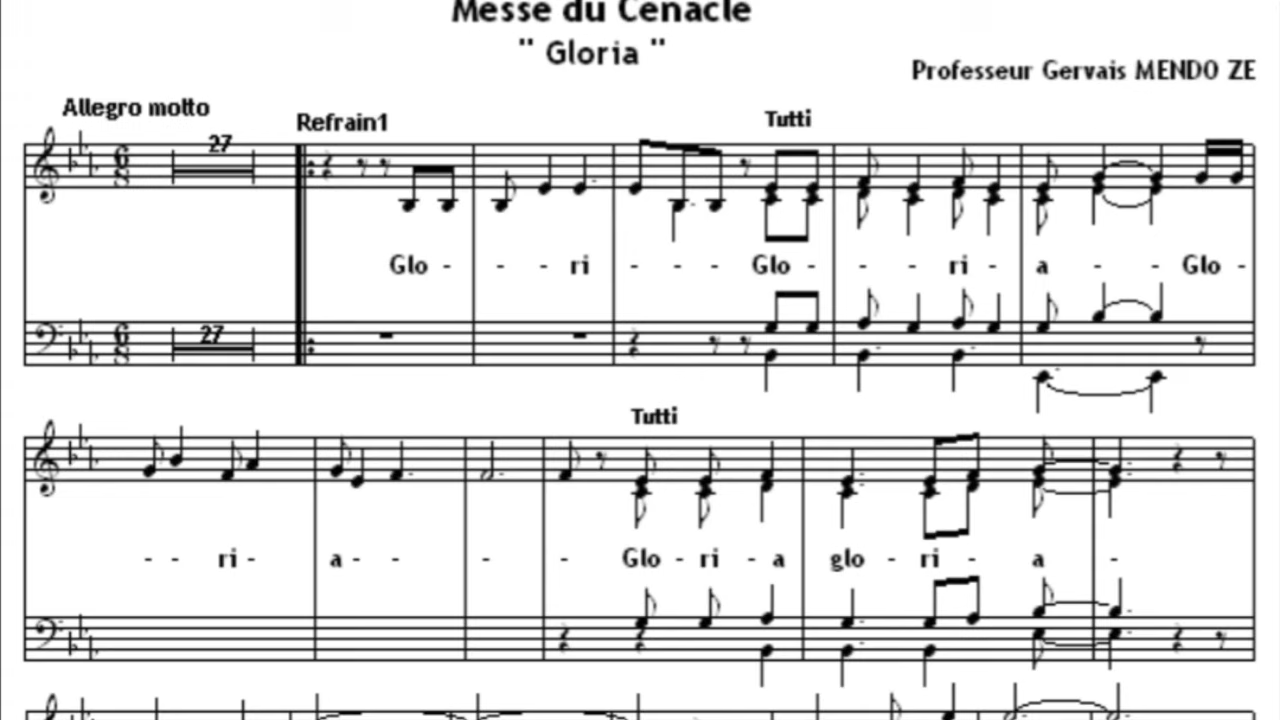 Messe du Cenacle
" Gloria "
Professeur Gervais MENDO ZE
Allegro molto
Refrain1
Tutti
27
Glo - - - ri - - - Glo - - - ri - a - - Glo -
27
Tutti
- - ri - a - - - - Glo - ri - a glo - ri - a -